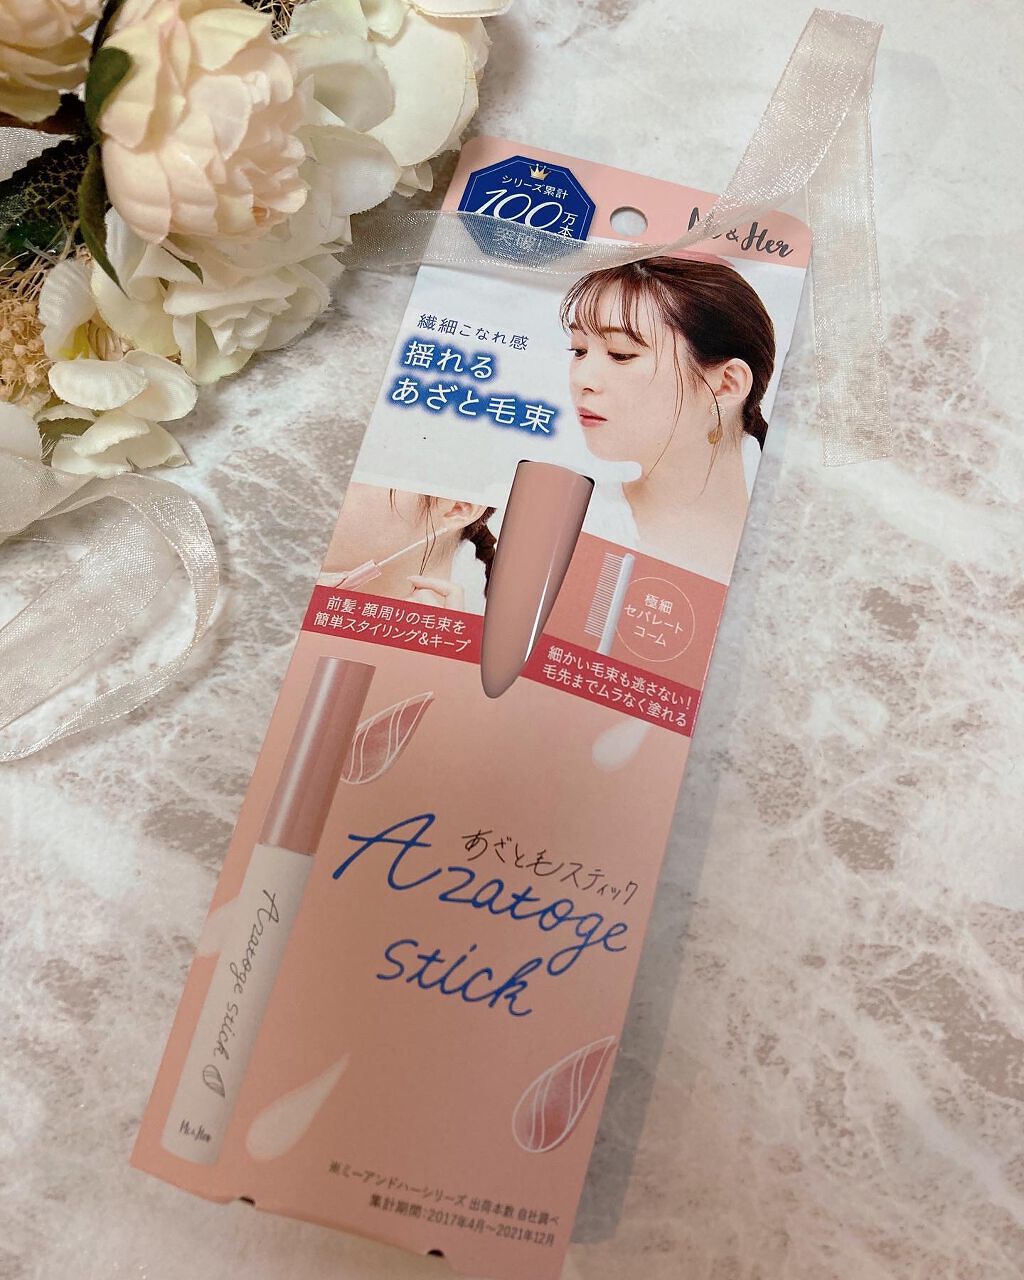 シリーズ累計
100万本
突破!
Me & Her
繊細こなれ感
揺れる
あざと毛束
前髪・顔周りの毛束を
簡単スタイリング&キープ
極細
セパレート
コーム
細かい毛束も逃さない!
毛先までムラなく塗れる
あざと毛スティック
Azatoge
stick
Azatoge stick
Me & Her
※ミーアンドハーシリーズ 出荷本数 自社調べ
集計期間:2017年4月〜2021年12月